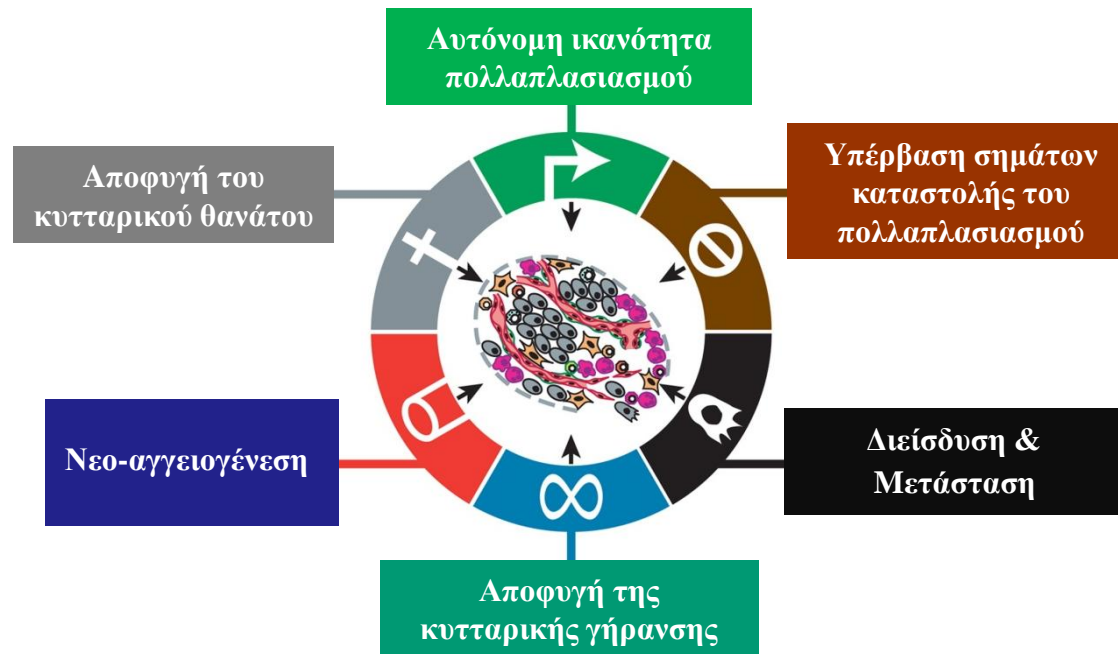 Αυτόνομη ικανότητα
πολλαπλασιασμού
Αποφυγή του
κυτταρικού θανάτου
Υπέρβαση σημάτων
καταστολής του
πολλαπλασιασμού
Νεο-αγγειογένεση
Διείσδυση &
Μετάσταση
Αποφυγή της
κυτταρικής γήρανσης